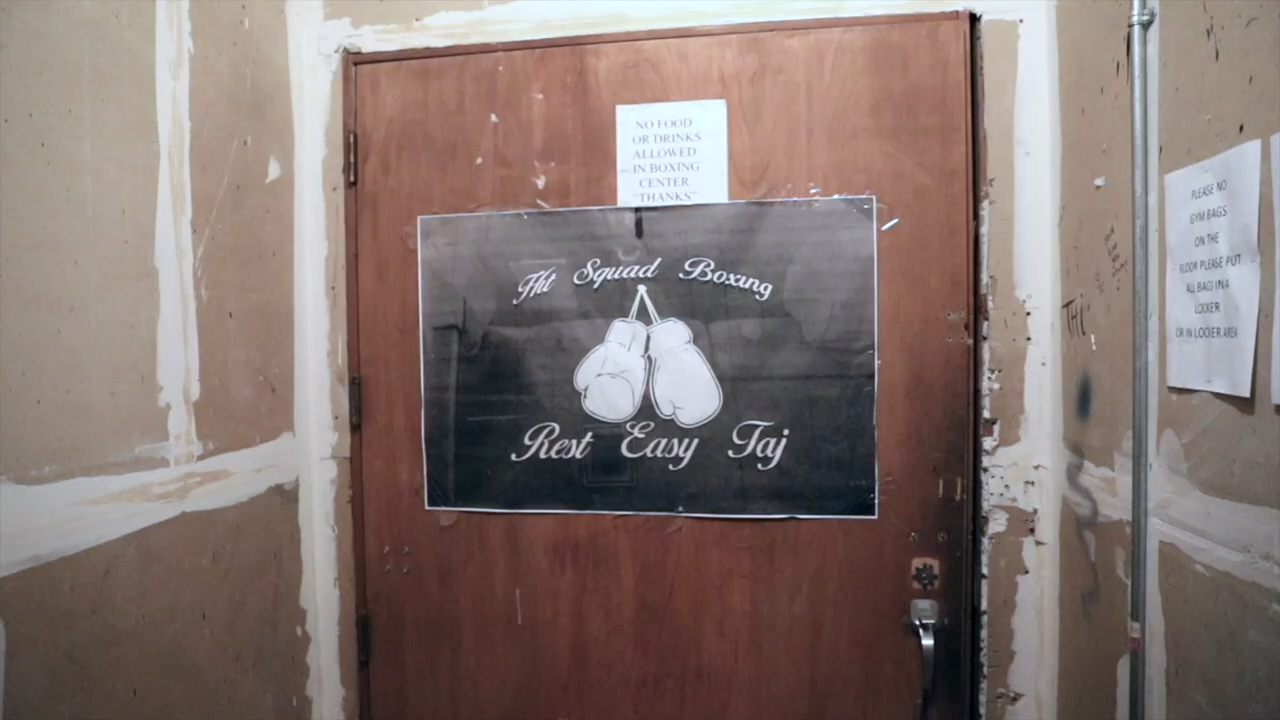 NO FOOD
OR DRINKS
ALLOWED
IN BOXING
CENTER
"THANKS"
Hit Squad Boxing
Rest Easy Taj
PLEASE NO
GYM BAGS
ON THE
FLOOR PLEASE PUT
ALL BAGS IN A
LOCKER
OR IN LOCKER AREA